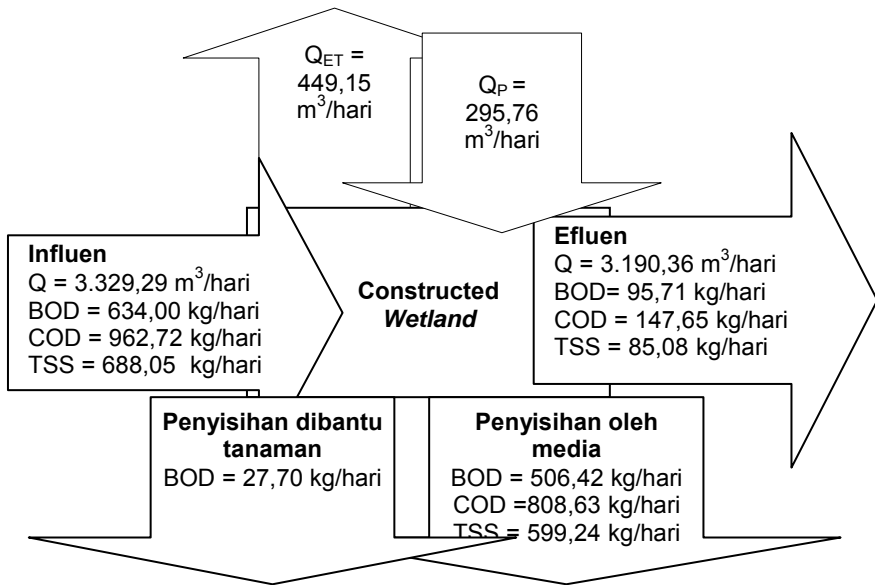 Q_ET =
449,15
m³/hari
Q_P =
295,76
m³/hari
Influen
Q = 3.329,29 m³/hari
BOD = 634,00 kg/hari
COD = 962,72 kg/hari
TSS = 688,05 kg/hari
Constructed
Wetland
Efluen
Q = 3.190,36 m³/hari
BOD= 95,71 kg/hari
COD = 147,65 kg/hari
TSS = 85,08 kg/hari
Penyisihan dibantu
tanaman
BOD = 27,70 kg/hari
Penyisihan oleh
media
BOD = 506,42 kg/hari
COD =808,63 kg/hari
TSS = 599,24 kg/hari